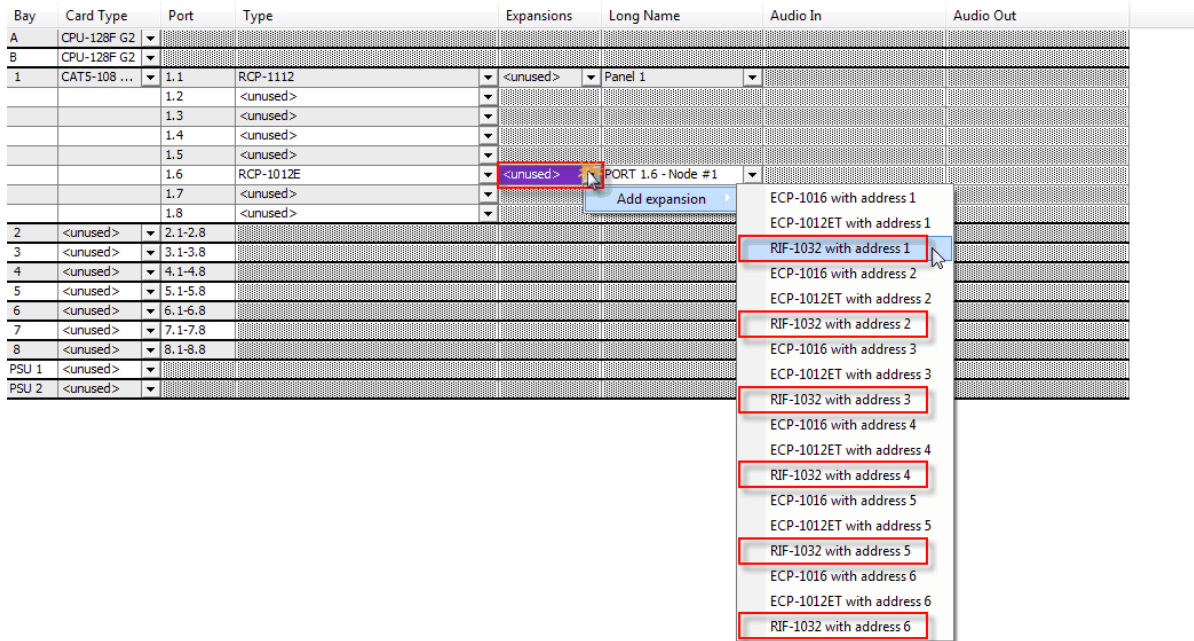 Bay Card Type Port Type Expansions Long Name Audio In Audio Out
A CPU-128F G2
B CPU-128F G2
1 CAT5-108 ... 1.1 RCP-1112 <unused> Panel 1
1.2 <unused>
1.3 <unused>
1.4 <unused>
1.5 <unused>
1.6 RCP-1012E <unused> PORT 1.6 - Node #1
1.7 <unused> Add expansion ECP-1016 with address 1
1.8 <unused> ECP-1012ET with address 1
2 <unused> 2.1-2.8
3 <unused> 3.1-3.8 RIF-1032 with address 1
4 <unused> 4.1-4.8 ECP-1016 with address 2
5 <unused> 5.1-5.8 ECP-1012ET with address 2
6 <unused> 6.1-6.8
7 <unused> 7.1-7.8 RIF-1032 with address 2
8 <unused> 8.1-8.8 ECP-1016 with address 3
PSU 1 <unused> ECP-1012ET with address 3
PSU 2 <unused>
RIF-1032 with address 3
ECP-1016 with address 4
ECP-1012ET with address 4
RIF-1032 with address 4
ECP-1016 with address 5
ECP-1012ET with address 5
RIF-1032 with address 5
ECP-1016 with address 6
ECP-1012ET with address 6
RIF-1032 with address 6